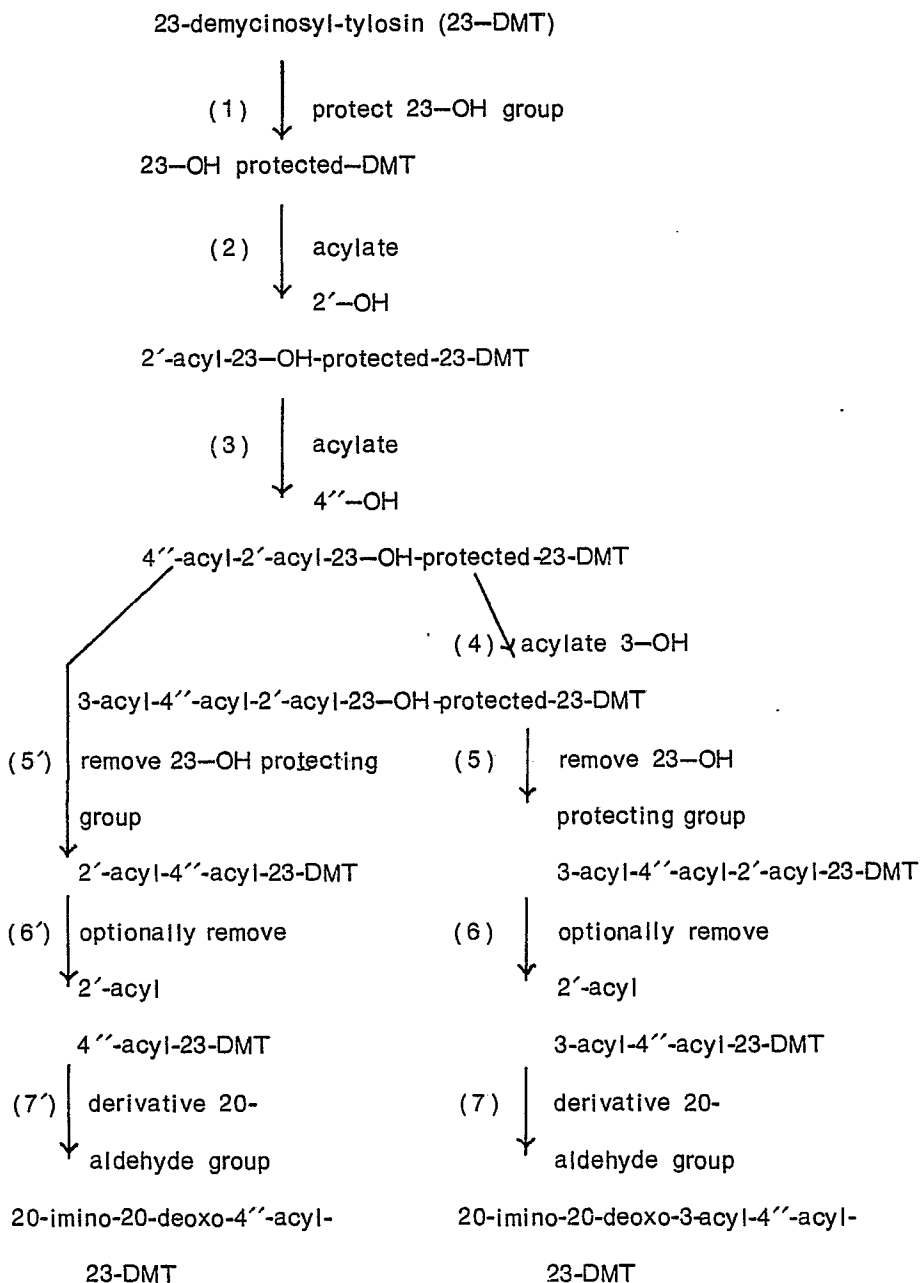 23-demycinosyl-tylosin (23–DMT)
(1) protect 23–OH group
23–OH protected–DMT
(2) acylate
2′–OH
2′-acyl-23–OH-protected-23-DMT
(3) acylate
4′′–OH
4′′-acyl-2′-acyl-23–OH-protected-23-DMT
(4) acylate 3–OH
3-acyl-4′′-acyl-2′-acyl-23–OH-protected-23-DMT
(5′) remove 23–OH protecting
group
(5) remove 23–OH
protecting group
2′-acyl-4′′-acyl-23-DMT
3-acyl-4′′-acyl-2′-acyl-23-DMT
(6′) optionally remove
2′-acyl
(6) optionally remove
2′-acyl
4′′-acyl-23-DMT
3-acyl-4′′-acyl-23-DMT
(7′) derivative 20-
aldehyde group
(7) derivative 20-
aldehyde group
20-imino-20-deoxo-4′′-acyl-
23-DMT
20-imino-20-deoxo-3-acyl-4′′-acyl-
23-DMT